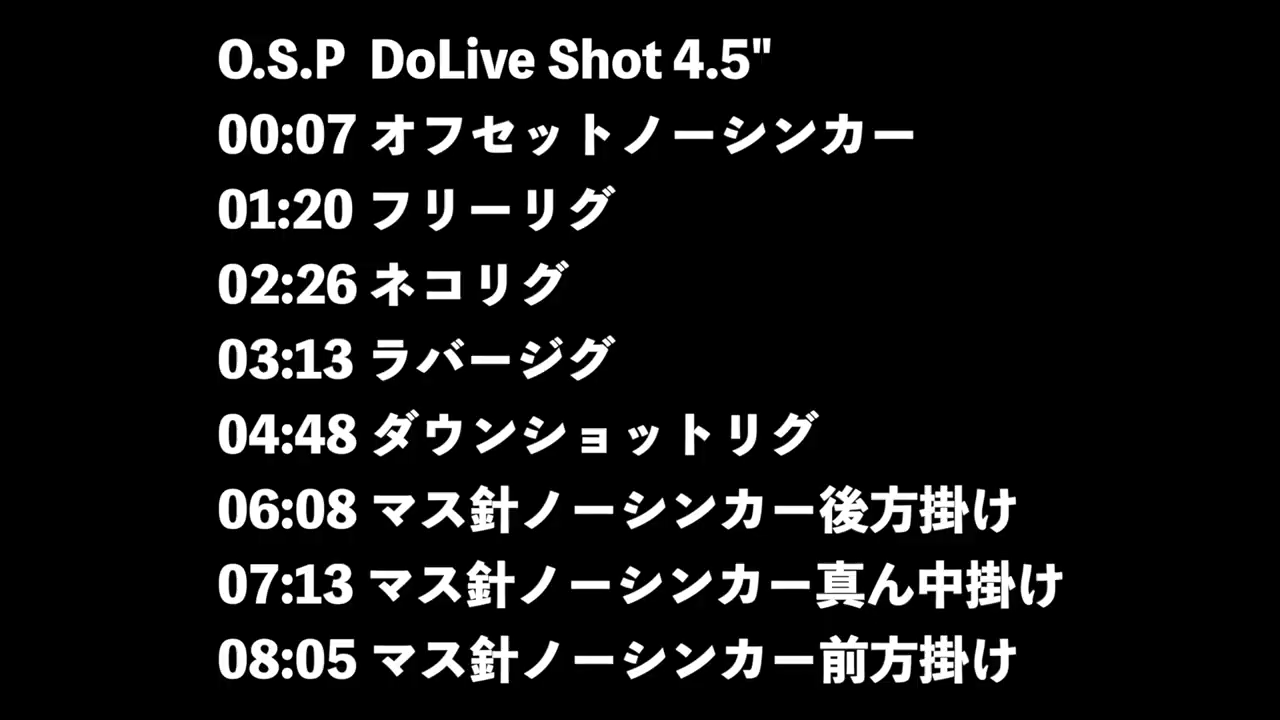 O.S.P DoLive Shot 4.5"
00:07 オフセットノーシンカー
01:20 フリーリグ
02:26 ネコリグ
03:13 ラバージグ
04:48 ダウンショットリグ
06:08 マス針ノーシンカー後方掛け
07:13 マス針ノーシンカー真ん中掛け
08:05 マス針ノーシンカー前方掛け